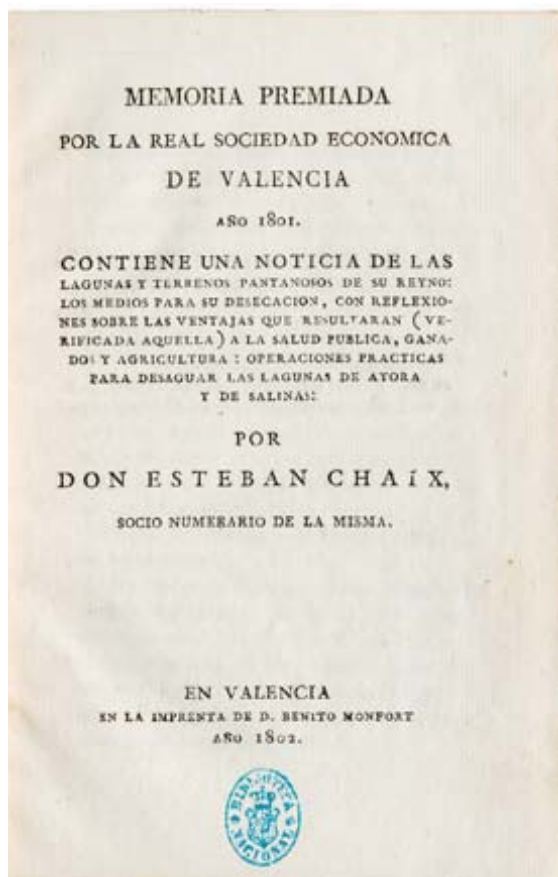 MEMORIA PREMIADA
POR LA REAL SOCIEDAD ECONOMICA
DE VALENCIA
AÑO 1801.
CONTIENE UNA NOTICIA DE LAS
LAGUNAS Y TERRENOS PANTANOSOS DE SU REYNO:
LOS MEDIOS PARA SU DESECACION, CON REFLEXIO-
NES SOBRE LAS VENTAJAS QUE RESULTARAN (VE-
RIFICADA AQUELLA) A LA SALUD PUBLICA, GANA-
DOS Y AGRICULTURA: OPERACIONES PRACTICAS
PARA DESAGUAR LAS LAGUNAS DE AYORA
Y DE SALINAS:
POR
DON ESTEBAN CHAÍX,
SOCIO NUMERARIO DE LA MISMA.
EN VALENCIA
EN LA IMPRENTA DE D. BENITO MONFORT
AÑO 1802.
BIBLIOTECA
NACIONAL